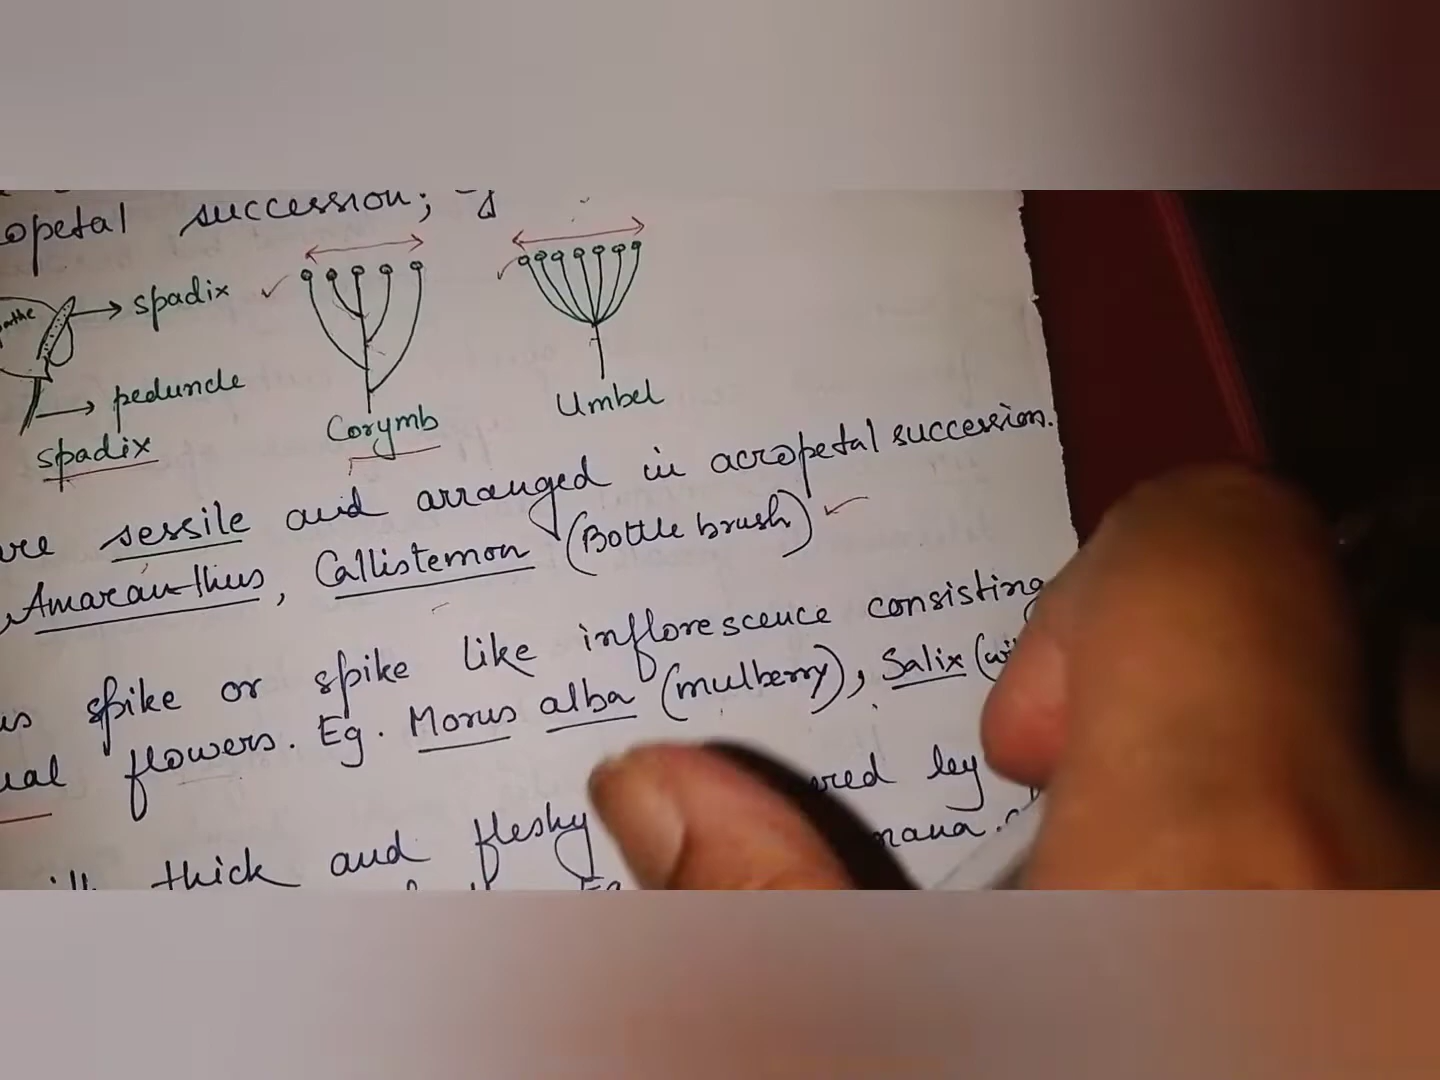 opetal succession;
spadix
peduncle
spadix
Corymb
Umbel
sessile and arranged in acropetal succession.
Amaranthus, Callistemon (Bottle brush)
spike or spike like inflorescence consisting
flowers. Eg. Morus alba (mulberry), Salix
thick and fleshy by